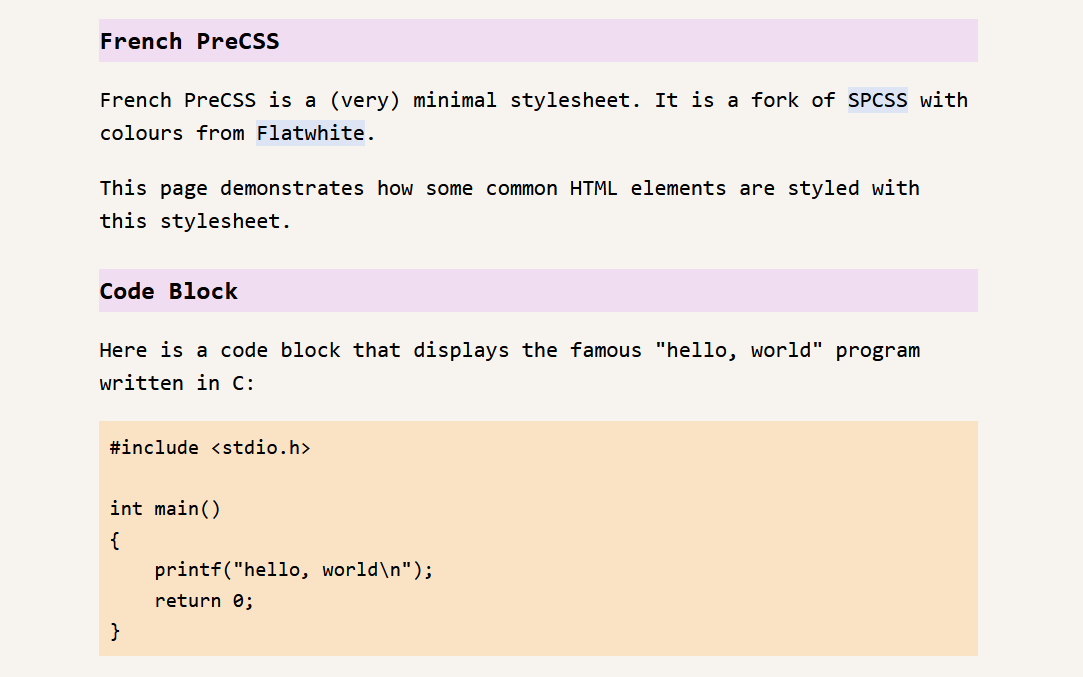 French PreCSS
French PreCSS is a (very) minimal stylesheet. It is a fork of SPCSS with
colours from Flatwhite.
This page demonstrates how some common HTML elements are styled with
this stylesheet.
Code Block
Here is a code block that displays the famous "hello, world" program
written in C:
#include <stdio.h>
int main()
{
    printf("hello, world\n");
    return 0;
}